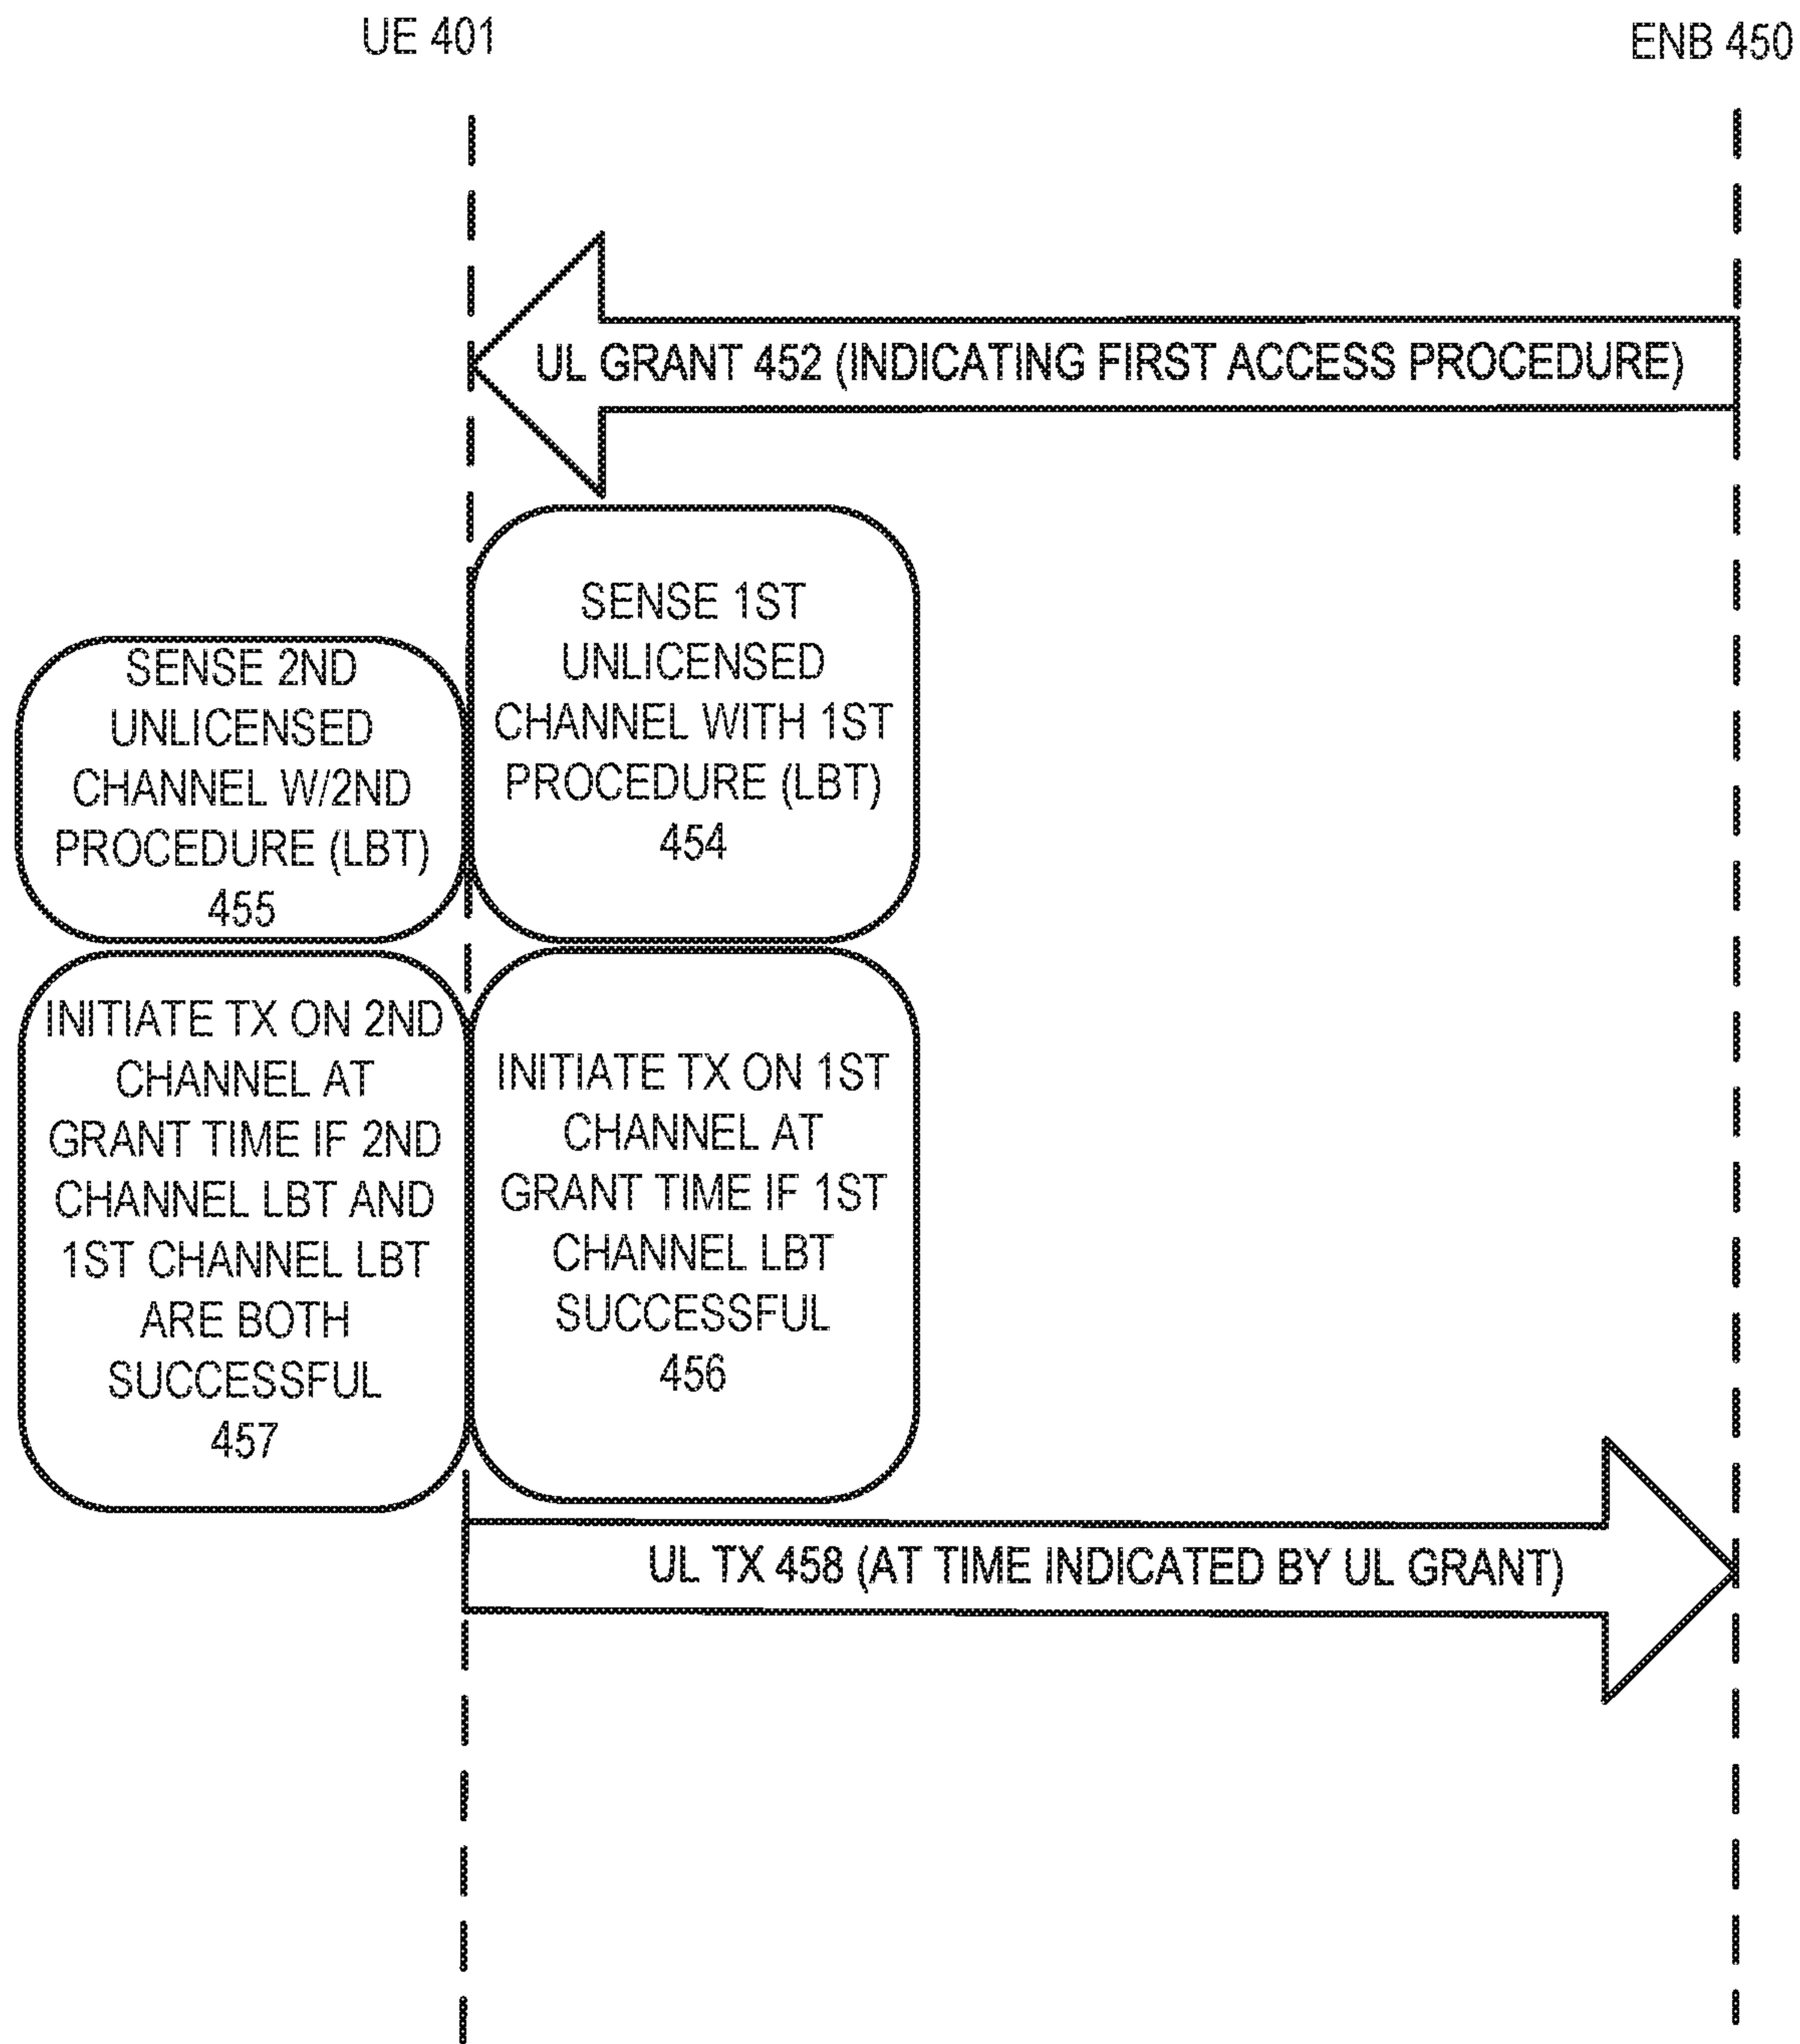 UE 401
ENB 450
UL GRANT 452 (INDICATING FIRST ACCESS PROCEDURE)
SENSE 1ST
UNLICENSED
CHANNEL WITH 1ST
PROCEDURE (LBT)
454
SENSE 2ND
UNLICENSED
CHANNEL W/2ND
PROCEDURE (LBT)
455
INITIATE TX ON 2ND
CHANNEL AT
GRANT TIME IF 2ND
CHANNEL LBT AND
1ST CHANNEL LBT
ARE BOTH
SUCCESSFUL
457
INITIATE TX ON 1ST
CHANNEL AT
GRANT TIME IF 1ST
CHANNEL LBT
SUCCESSFUL
456
UL TX 458 (AT TIME INDICATED BY UL GRANT)